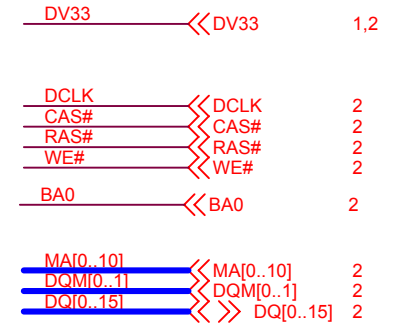 DV33 DV33 1,2
DCLK DCLK 2
CAS# CAS# 2
RAS# RAS# 2
WE# WE# 2
BA0 BA0 2
MA[0..10] MA[0..10] 2
DQM[0..1] DQM[0..1] 2
DQ[0..15] DQ[0..15] 2